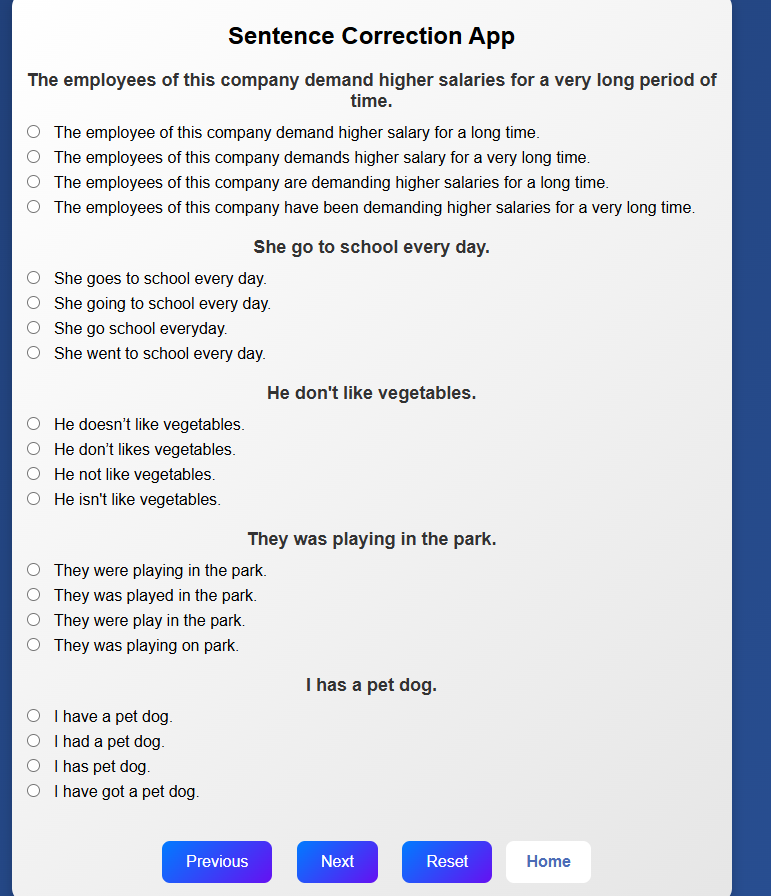 Sentence Correction App
The employees of this company demand higher salaries for a very long period of
time.
The employee of this company demand higher salary for a long time.
The employees of this company demands higher salary for a very long time.
The employees of this company are demanding higher salaries for a long time.
The employees of this company have been demanding higher salaries for a very long time.
She go to school every day.
She goes to school every day.
She going to school every day.
She go school everyday.
She went to school every day.
He don't like vegetables.
He doesn’t like vegetables.
He don’t likes vegetables.
He not like vegetables.
He isn't like vegetables.
They was playing in the park.
They were playing in the park.
They was played in the park.
They were play in the park.
They was playing on park.
I has a pet dog.
I have a pet dog.
I had a pet dog.
I has pet dog.
I have got a pet dog.
Previous Next Reset Home